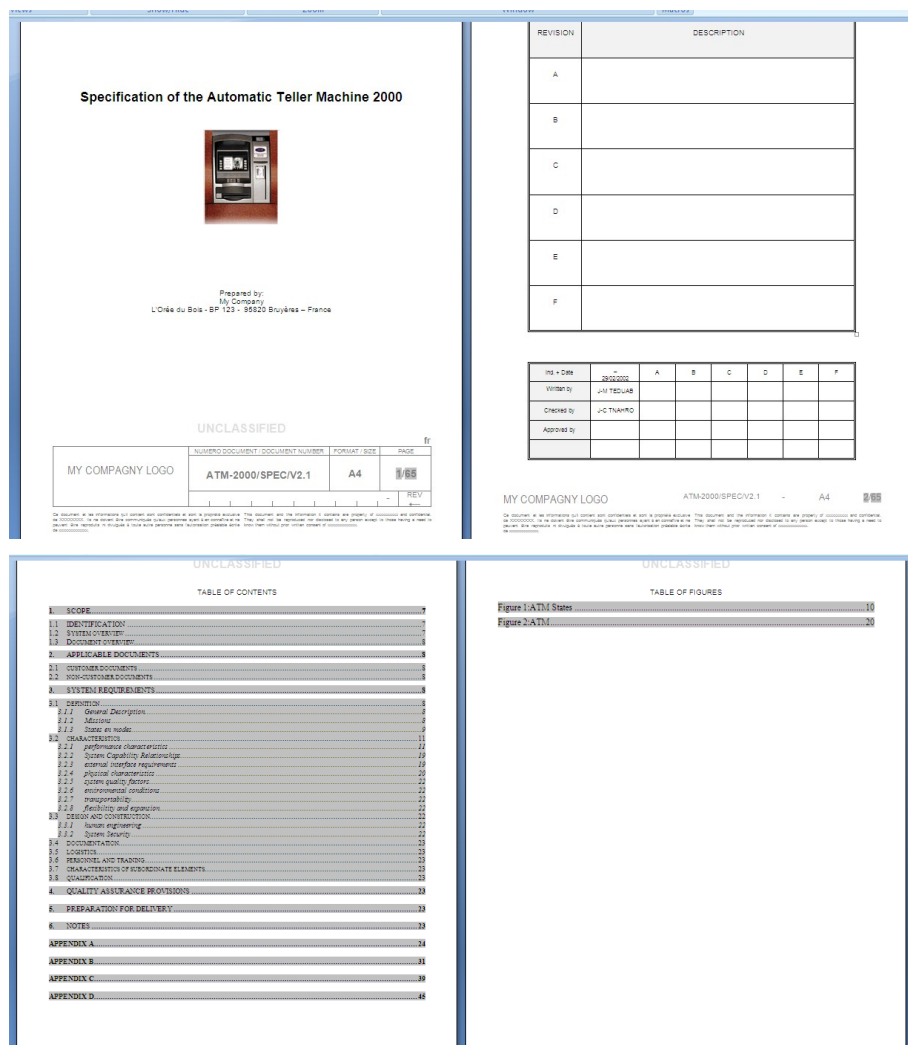 Show/Hide
Zoom
Window
Macros
Specification of the Automatic Teller Machine 2000
Prepared by:
My Company
L'Orée du Bois - BP 123 - 95820 Bruyères – France
UNCLASSIFIED
fr
MY COMPAGNY LOGO
NUMERO DOCUMENT / DOCUMENT NUMBER
FORMAT / SIZE
PAGE
ATM-2000/SPEC/V2.1
A4
1/65
-
REV
REVISION
DESCRIPTION
A
B
C
D
E
F
Ind. + Date
–
29/02/2002
A
B
C
D
E
F
Written by
J-M TEDUAB
Checked by
J-C TNAHRO
Approved by
MY COMPAGNY LOGO
ATM-2000/SPEC/V2.1
-
A4
2/65
UNCLASSIFIED
TABLE OF CONTENTS
1. SCOPE 7
1.1 IDENTIFICATION 7
1.2 SYSTEM OVERVIEW 7
1.3 DOCUMENT OVERVIEW 8
2. APPLICABLE DOCUMENTS 8
2.1 CUSTOMER DOCUMENTS 8
2.2 NON-CUSTOMER DOCUMENTS 8
3. SYSTEM REQUIREMENTS 8
3.1 DEFINITION 8
3.1.1 General Description 8
3.1.2 Missions 8
3.1.3 States en modes
3.2 CHARACTERISTICS 11
3.2.1 performance characteristics 11
3.2.2 System Capability Relationships 19
3.2.3 external interface requirements 19
3.2.4 physical characteristics 20
3.2.5 system quality factors 22
3.2.6 environmental conditions 22
3.2.7 transportability 22
3.2.8 flexibility and expansion 22
3.3 DESIGN AND CONSTRUCTION 22
3.3.1 human engineering 22
3.3.2 System Security 22
3.4 DOCUMENTATION 23
3.5 LOGISTICS 23
3.6 PERSONNEL AND TRAINING 23
3.7 CHARACTERISTICS OF SUBORDINATE ELEMENTS 23
3.8 QUALIFICATION 23
4. QUALITY ASSURANCE PROVISIONS 23
5. PREPARATION FOR DELIVERY 23
6. NOTES 23
APPENDIX A 24
APPENDIX B 31
APPENDIX C 39
APPENDIX D 46
UNCLASSIFIED
TABLE OF FIGURES
Figure 1:ATM States 10
Figure 2:ATM 20